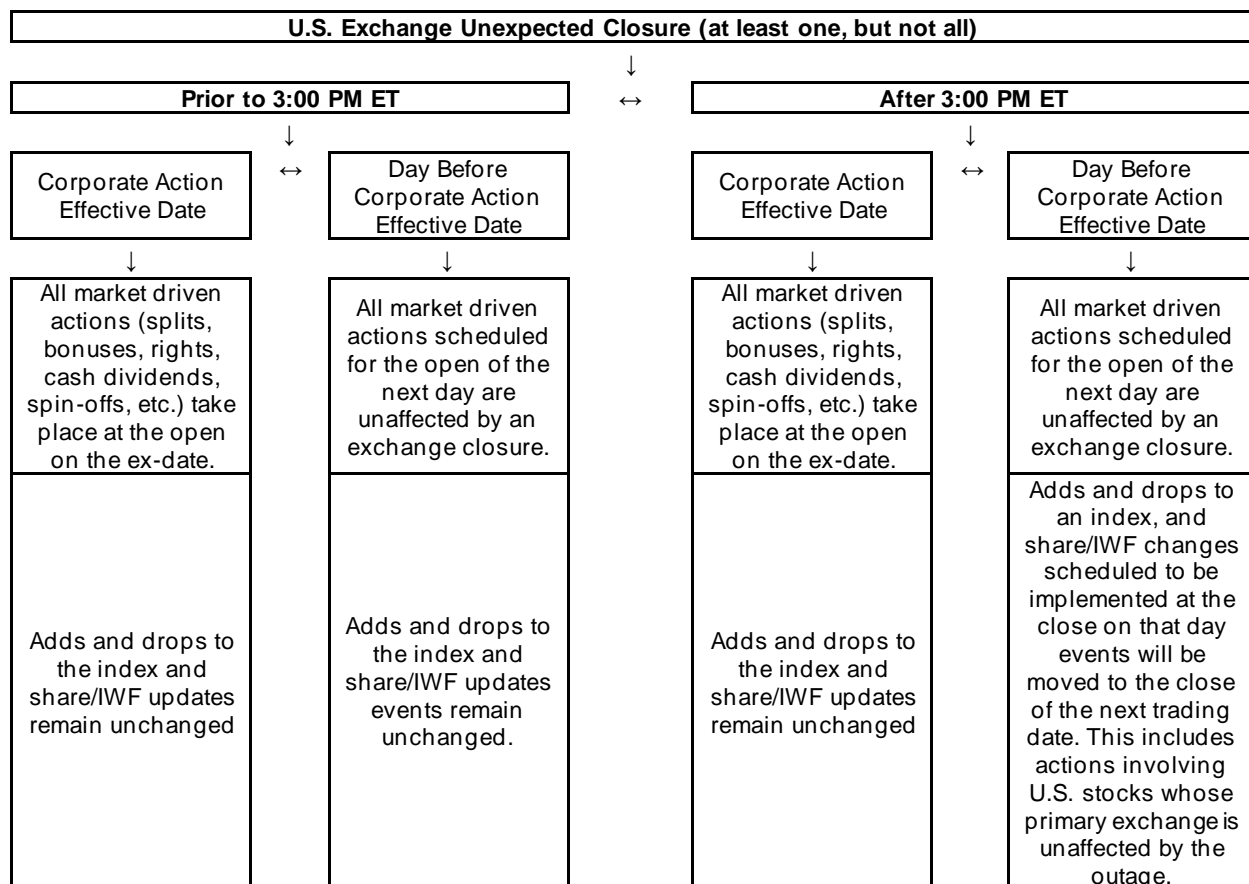 U.S. Exchange Unexpected Closure (at least one, but not all)
↓
Prior to 3:00 PM ET
↔
After 3:00 PM ET
↓
↓
Corporate Action
Effective Date
↔
Day Before
Corporate Action
Effective Date
Corporate Action
Effective Date
↔
Day Before
Corporate Action
Effective Date
↓
↓
↓
↓
All market driven
actions (splits,
bonuses, rights,
cash dividends,
spin-offs, etc.) take
place at the open
on the ex-date.
All market driven
actions scheduled
for the open of the
next day are
unaffected by an
exchange closure.
All market driven
actions (splits,
bonuses, rights,
cash dividends,
spin-offs, etc.) take
place at the open
on the ex-date.
All market driven
actions scheduled
for the open of the
next day are
unaffected by an
exchange closure.
Adds and drops to
the index and
share/IWF updates
remain unchanged
Adds and drops to
the index and
share/IWF updates
events remain
unchanged.
Adds and drops to
the index and
share/IWF updates
remain unchanged
Adds and drops to
an index, and
share/IWF changes
scheduled to be
implemented at the
close on that day
events will be
moved to the close
of the next trading
date. This includes
actions involving
U.S. stocks whose
primary exchange is
unaffected by the
outage.